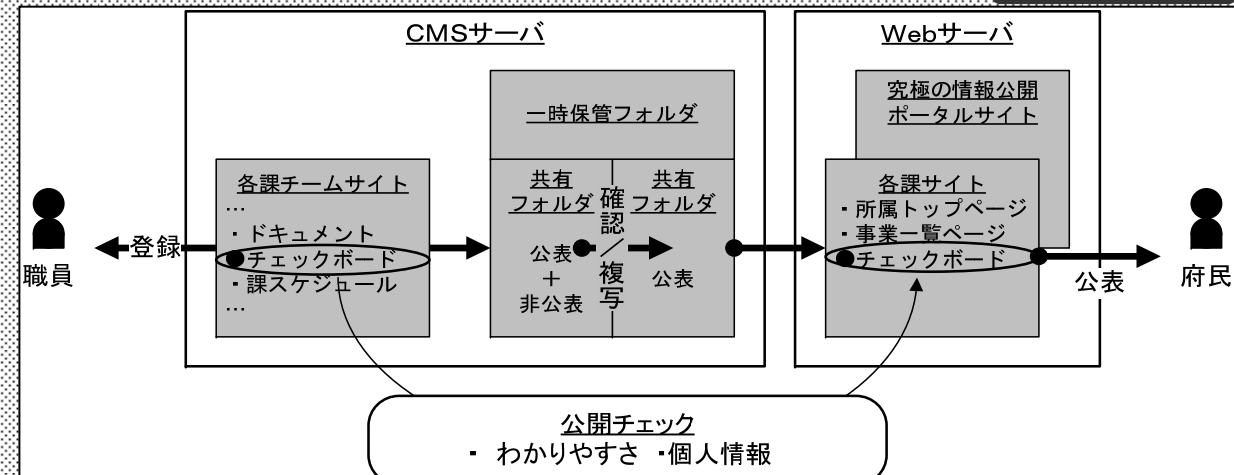 CMSサーバ
Webサーバ
究極の情報公開
ポータルサイト
一時保管フォルダ
各課チームサイト
…
・ドキュメント
チェックボード
・課スケジュール
…
共有
フォルダ
公表
＋
非公表
確認／複写
共有
フォルダ
公表
各課サイト
・所属トップページ
・事業一覧ページ
チェックボード
登録
職員
公表
府民
公開チェック
・ わかりやすさ ・個人情報